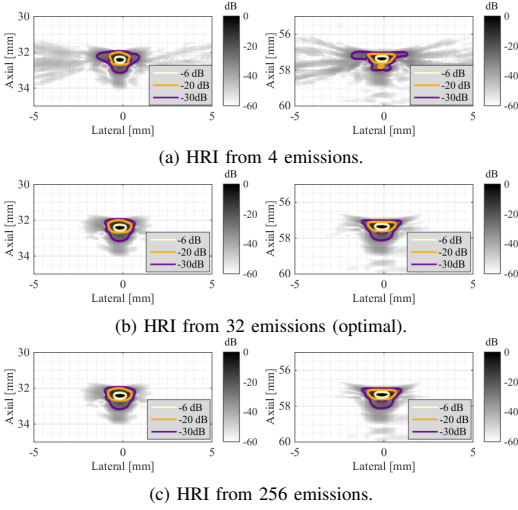 dB dB
30 0
Axial [mm] 32 -20 Axial [mm] 56 0 -20
-6 dB -6 dB
34 -20 dB -40 58 -20 dB -40
-30dB -30dB
-60 60 -60
-5 0 5 -5 0 5
Lateral [mm] Lateral [mm]
(a) HRI from 4 emissions.
dB dB
30 0 0
Axial [mm] 32 -20 Axial [mm] 56 -20
-6 dB -6 dB
34 -20 dB -40 58 -20 dB -40
-30dB -30dB
-60 60 -60
-5 0 5 -5 0 5
Lateral [mm] Lateral [mm]
(b) HRI from 32 emissions (optimal).
dB dB
30 0 0
Axial [mm] 32 -20 Axial [mm] 56 -20
-6 dB -6 dB
34 -20 dB -40 58 -20 dB -40
-30dB -30dB
-60 60 -60
-5 0 5 -5 0 5
Lateral [mm] Lateral [mm]
(c) HRI from 256 emissions.